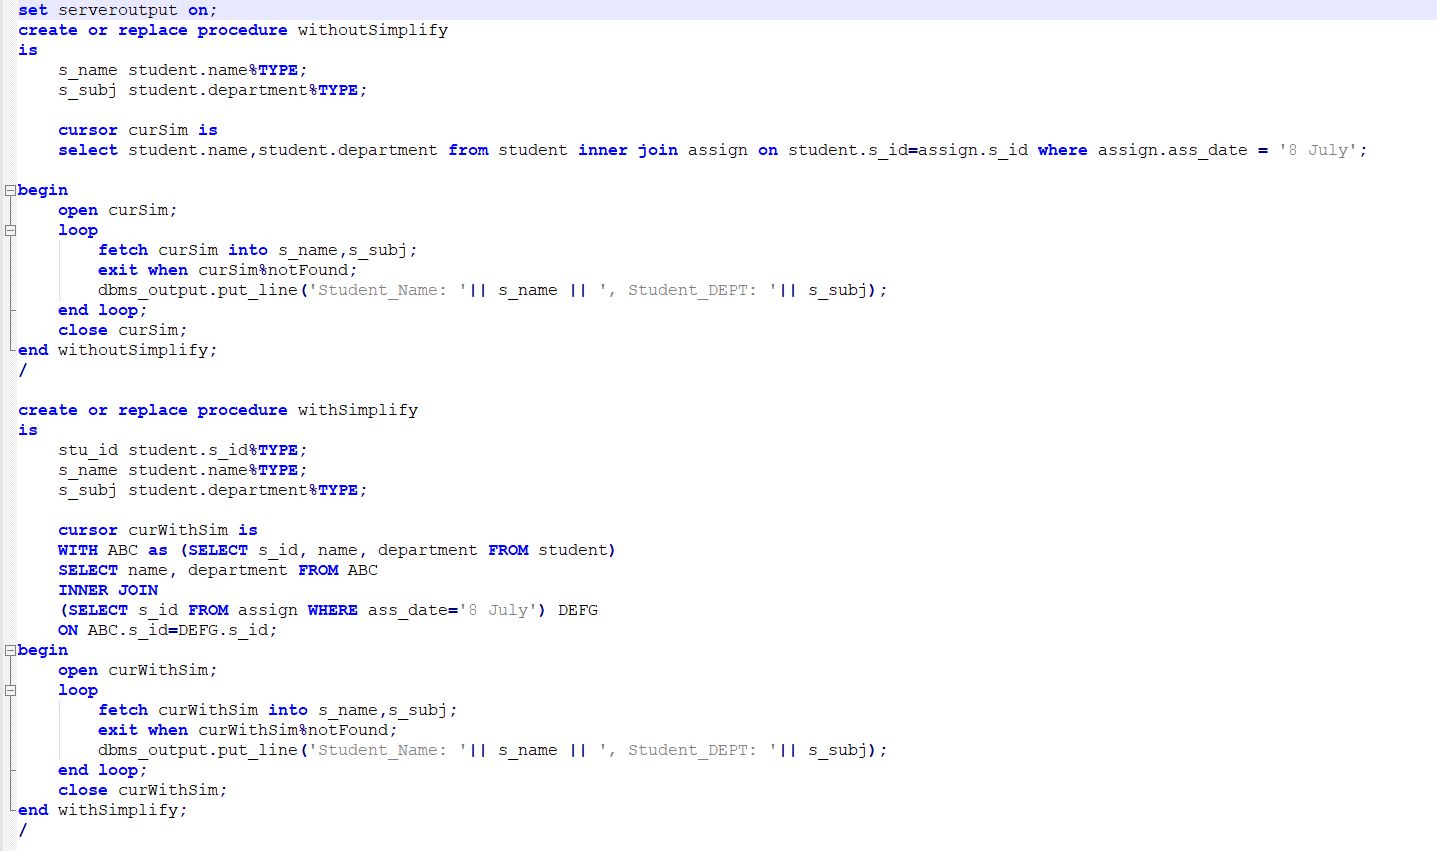 set serveroutput on;
create or replace procedure withoutSimplify
is
    s_name student.name%TYPE;
    s_subj student.department%TYPE;

    cursor curSim is
    select student.name,student.department from student inner join assign on student.s_id=assign.s_id where assign.ass_date = '8 July';

begin
    open curSim;
    loop
        fetch curSim into s_name,s_subj;
        exit when curSim%notFound;
        dbms_output.put_line('Student_Name: '|| s_name || ', Student_DEPT: '|| s_subj);
    end loop;
    close curSim;
end withoutSimplify;
/

create or replace procedure withSimplify
is
    stu_id student.s_id%TYPE;
    s_name student.name%TYPE;
    s_subj student.department%TYPE;

    cursor curWithSim is
    WITH ABC as (SELECT s_id, name, department FROM student)
    SELECT name, department FROM ABC
    INNER JOIN
    (SELECT s_id FROM assign WHERE ass_date='8 July') DEFG
    ON ABC.s_id=DEFG.s_id;
begin
    open curWithSim;
    loop
        fetch curWithSim into s_name,s_subj;
        exit when curWithSim%notFound;
        dbms_output.put_line('Student_Name: '|| s_name || ', Student_DEPT: '|| s_subj);
    end loop;
    close curWithSim;
end withSimplify;
/